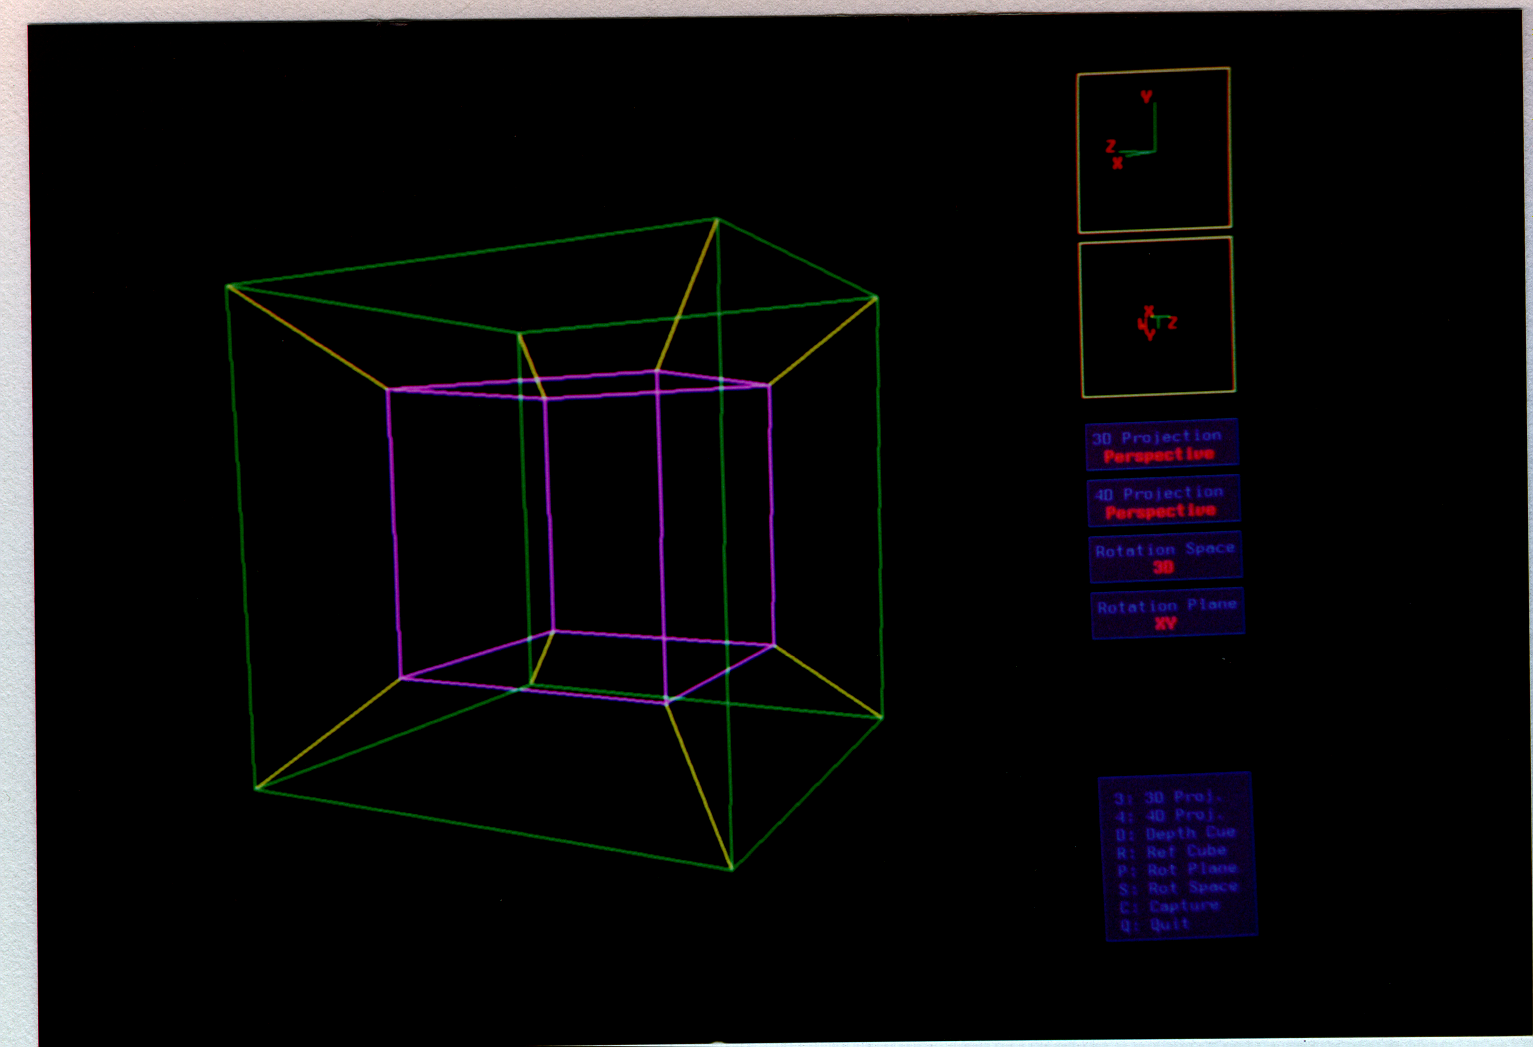 Y
Z
X
X
W Z
Y
3D Projection
Perspective
4D Projection
Perspective
Rotation Space
3D
Rotation Plane
XY
3: 3D Proj.
4: 4D Proj.
D: Depth Cue
R: Ref Cube
P: Rot Plane
S: Rot Space
C: Capture
Q: Quit